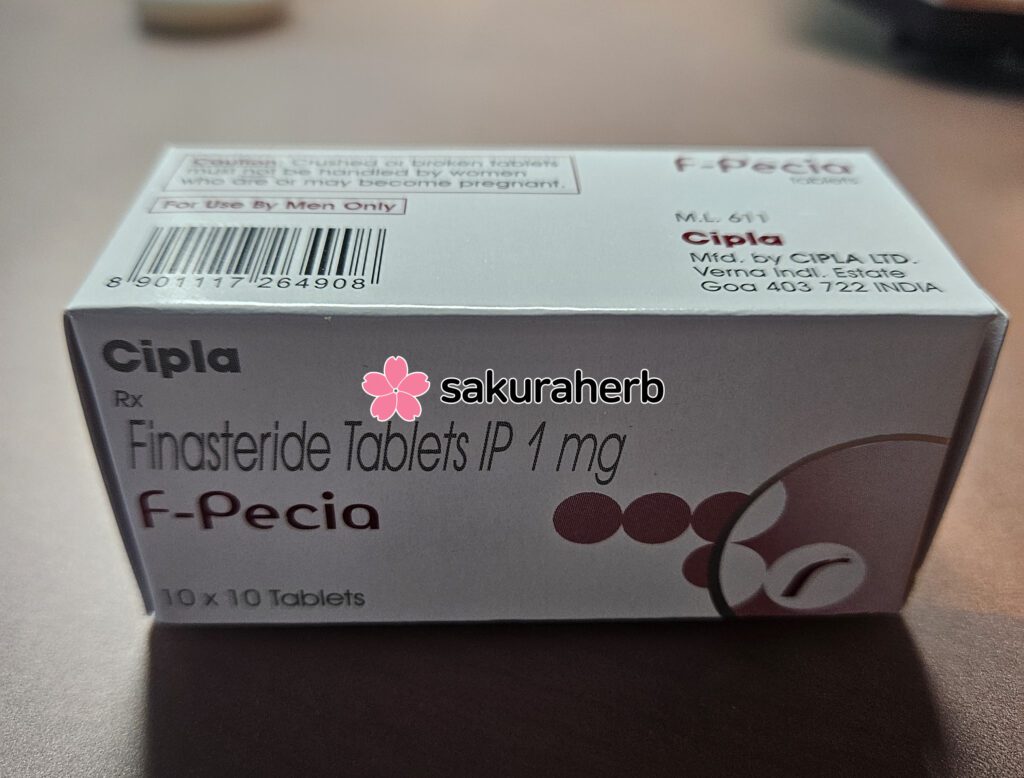 Caution: Crushed or broken tablets
must not be handled by women
who are or may become pregnant.
For Use By Men Only
8 901117 264908
F-Pecia
tablets
M.L. 611
Cipla
Mfd. by CIPLA LTD.
Verna Indl. Estate
Goa 403 722 INDIA
Cipla
sakuraherb
Rx
Finasteride Tablets IP 1 mg
F-Pecia
10 x 10 Tablets